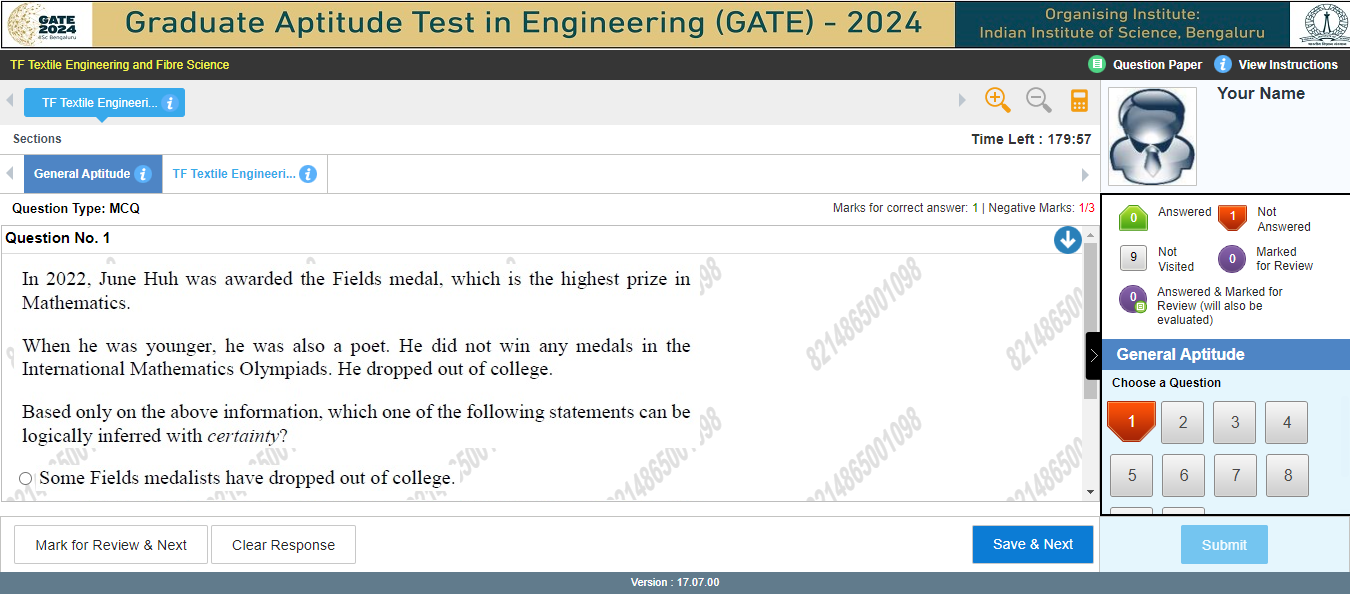 GATE
2024
IISc Bengaluru
Graduate Aptitude Test in Engineering (GATE) - 2024
Organising Institute:
Indian Institute of Science, Bengaluru
TF Textile Engineering and Fibre Science
Question Paper
View Instructions
TF Textile Engineeri...
Your Name
Sections
Time Left : 179:57
General Aptitude
TF Textile Engineeri...
Question Type: MCQ
Marks for correct answer: 1 | Negative Marks: 1/3
Question No. 1
In 2022, June Huh was awarded the Fields medal, which is the highest prize in
Mathematics.
When he was younger, he was also a poet. He did not win any medals in the
International Mathematics Olympiads. He dropped out of college.
Based only on the above information, which one of the following statements can be
logically inferred with certainty?
Some Fields medalists have dropped out of college.
8214865001098
8214865001098
0 Answered
1 Not
Answered
9 Not
Visited
0 Marked
for Review
0 Answered & Marked for
Review (will also be
evaluated)
General Aptitude
Choose a Question
1 2 3 4
5 6 7 8
Mark for Review & Next
Clear Response
Save & Next
Submit
Version : 17.07.00